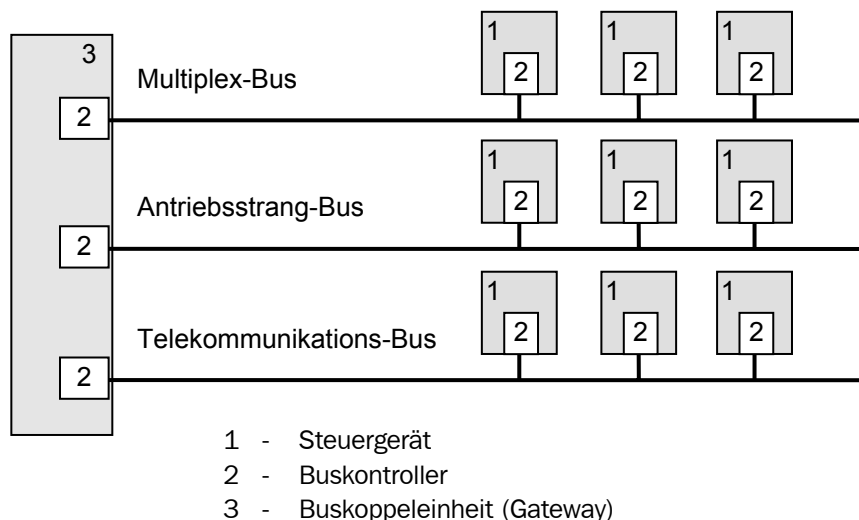 3
1 1 1
2 2 2
Multiplex-Bus
2
1 1 1
2 2 2
Antriebsstrang-Bus
2
1 1 1
2 2 2
Telekommunikations-Bus
2
1 - Steuergerät
2 - Buskontroller
3 - Buskoppeleinheit (Gateway)